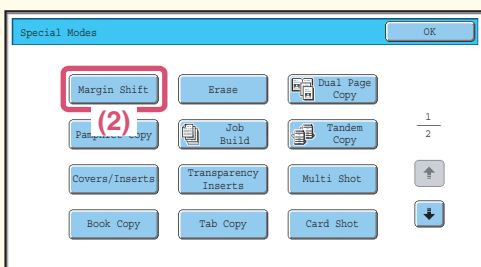 Special Modes
OK
Margin Shift
Erase
Dual Page
Copy
(2)
Copy
Job
Build
Tandem
Copy
1
2
Covers/Inserts
Transparency
Inserts
Multi Shot
Book Copy
Tab Copy
Card Shot